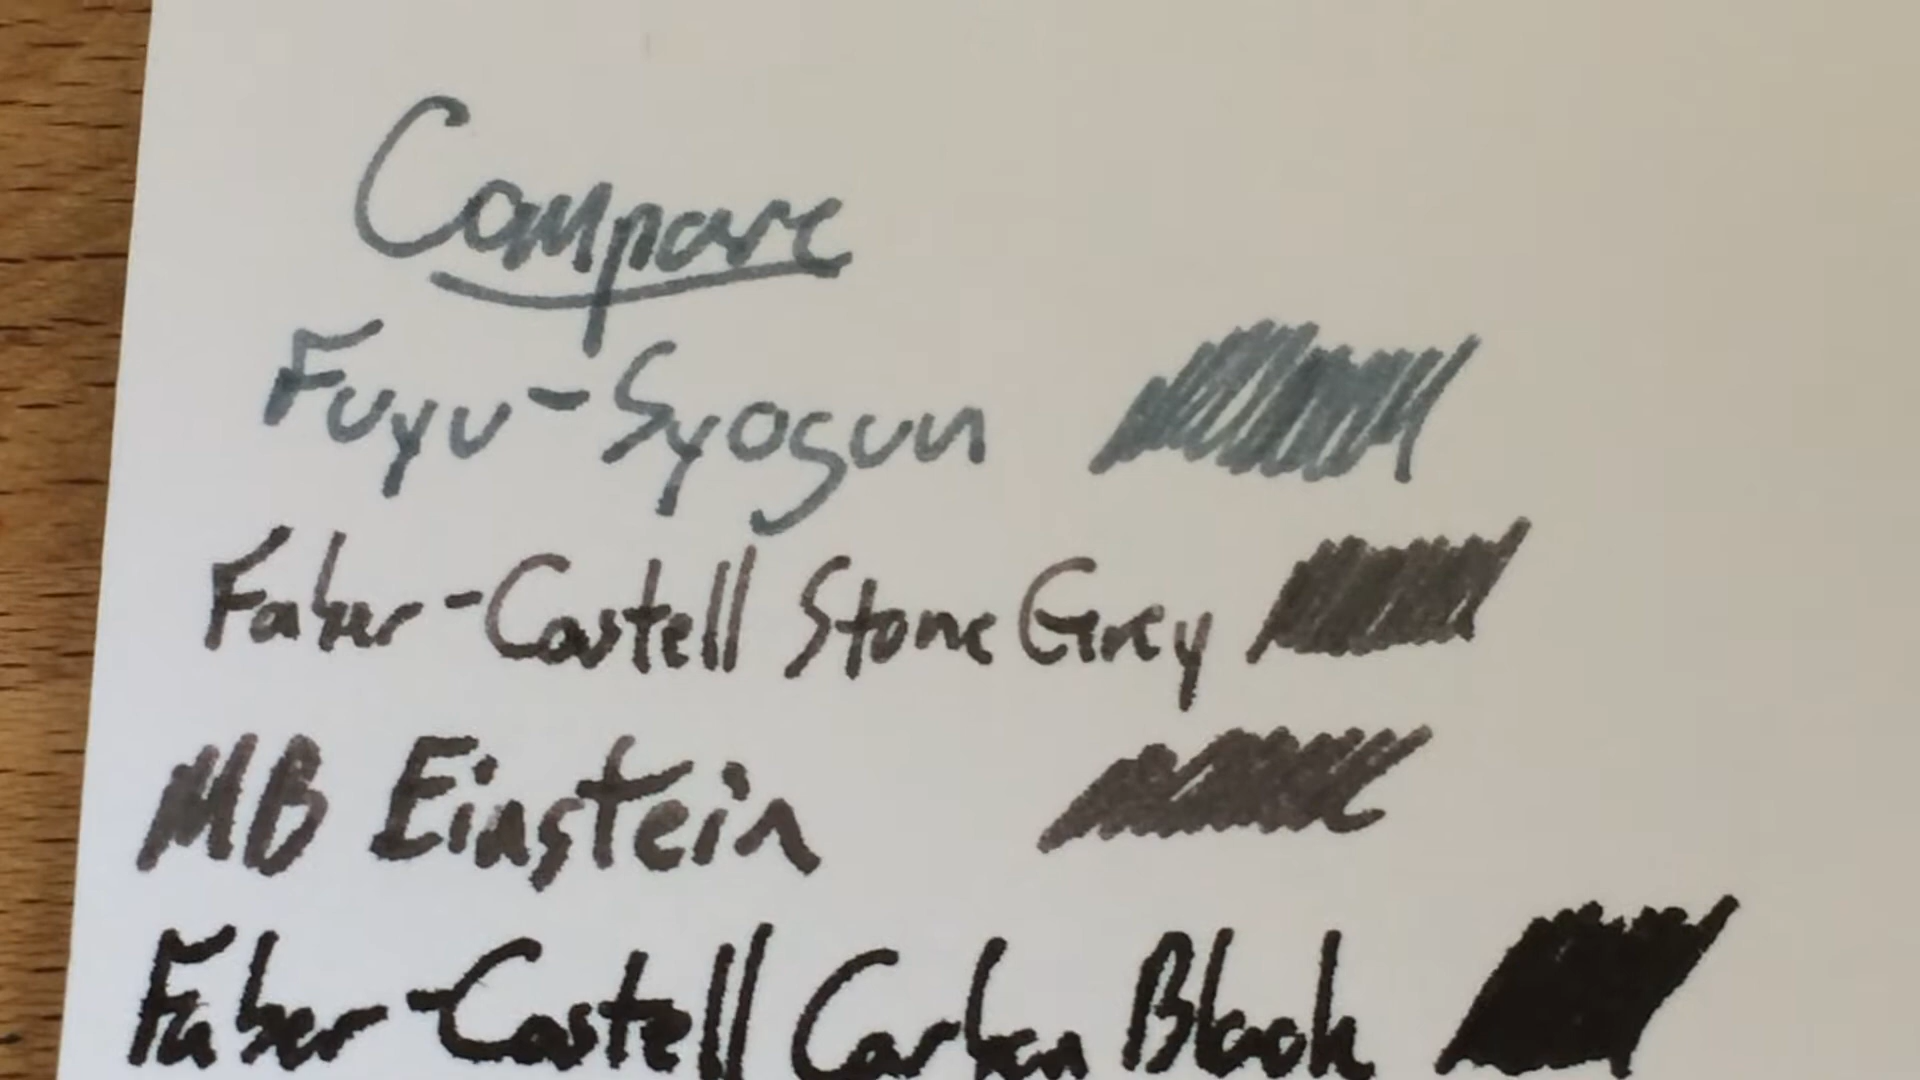 Compare
Fuyu-Syogun
Faber-Castell Stone Grey
MB Einstein
Faber-Castell Carbon Black